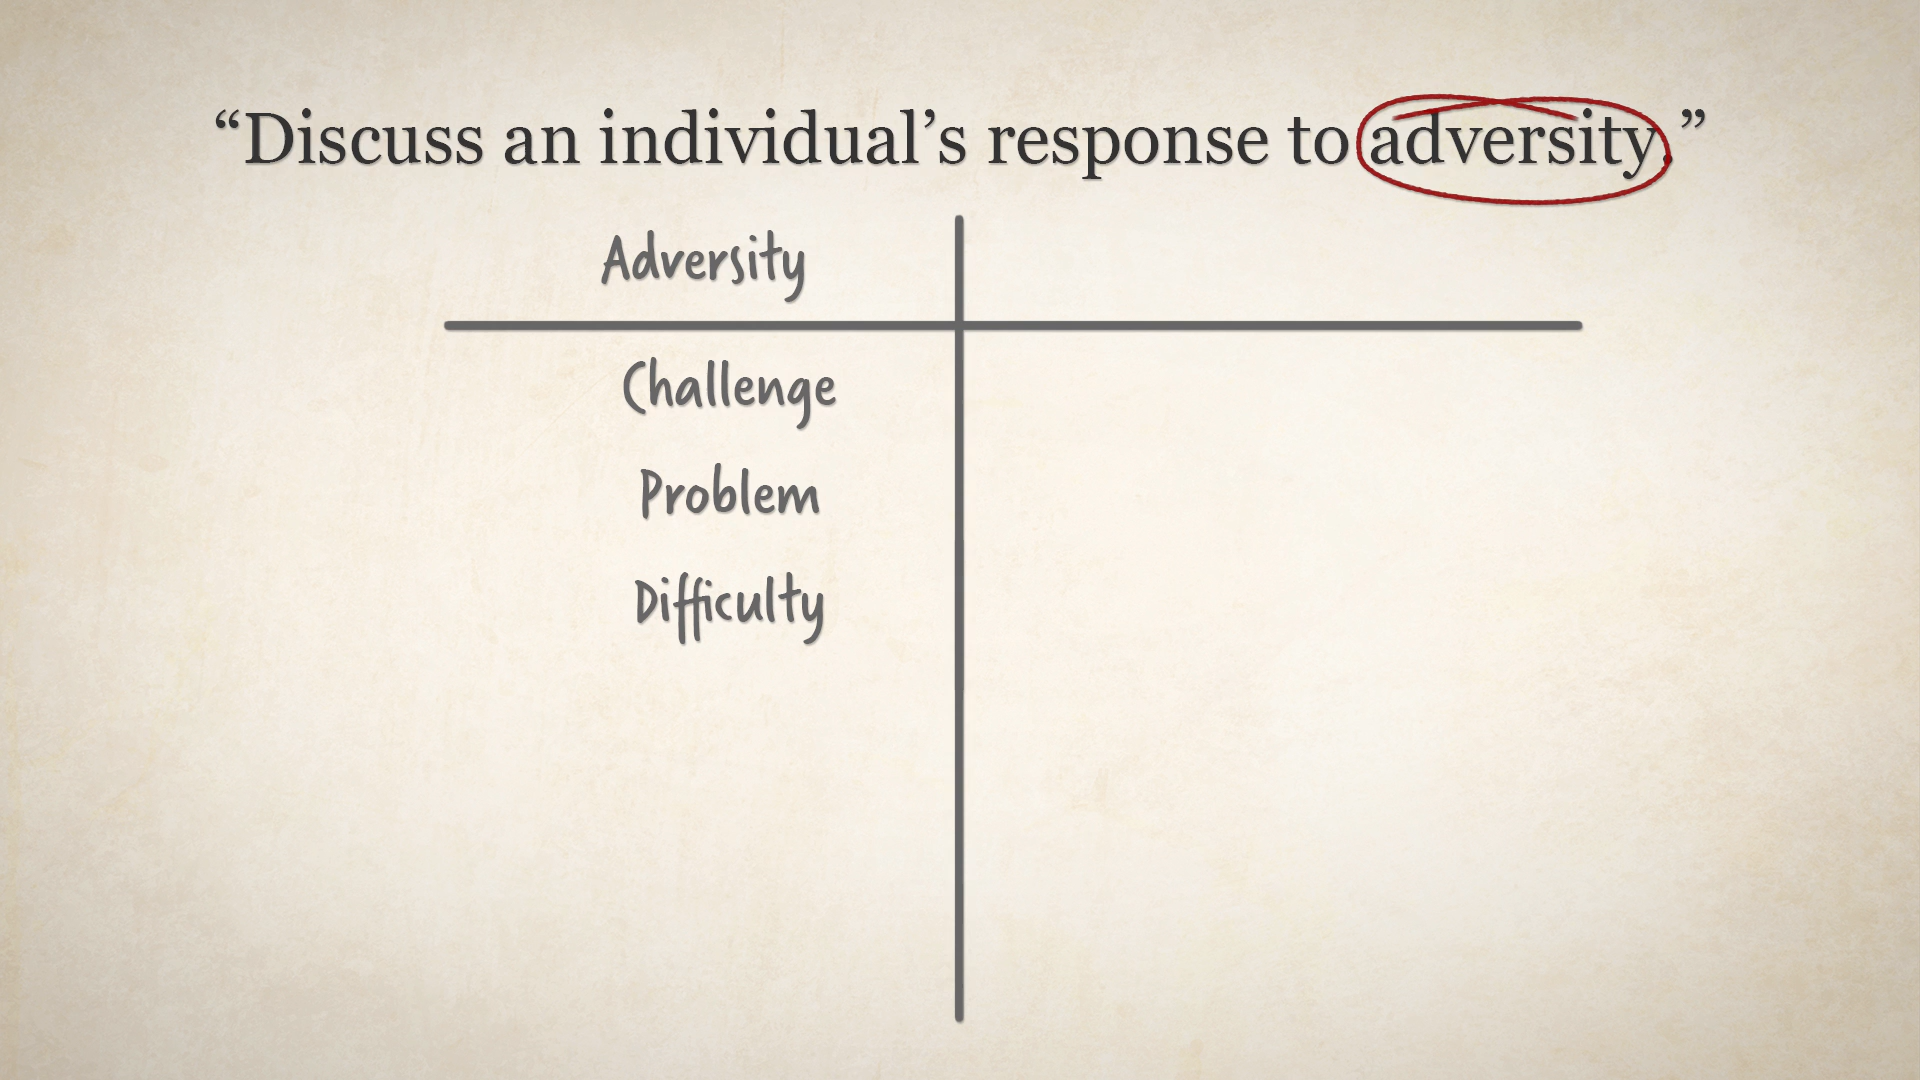 “Discuss an individual’s response to adversity.”
Adversity
Challenge
Problem
Difficulty